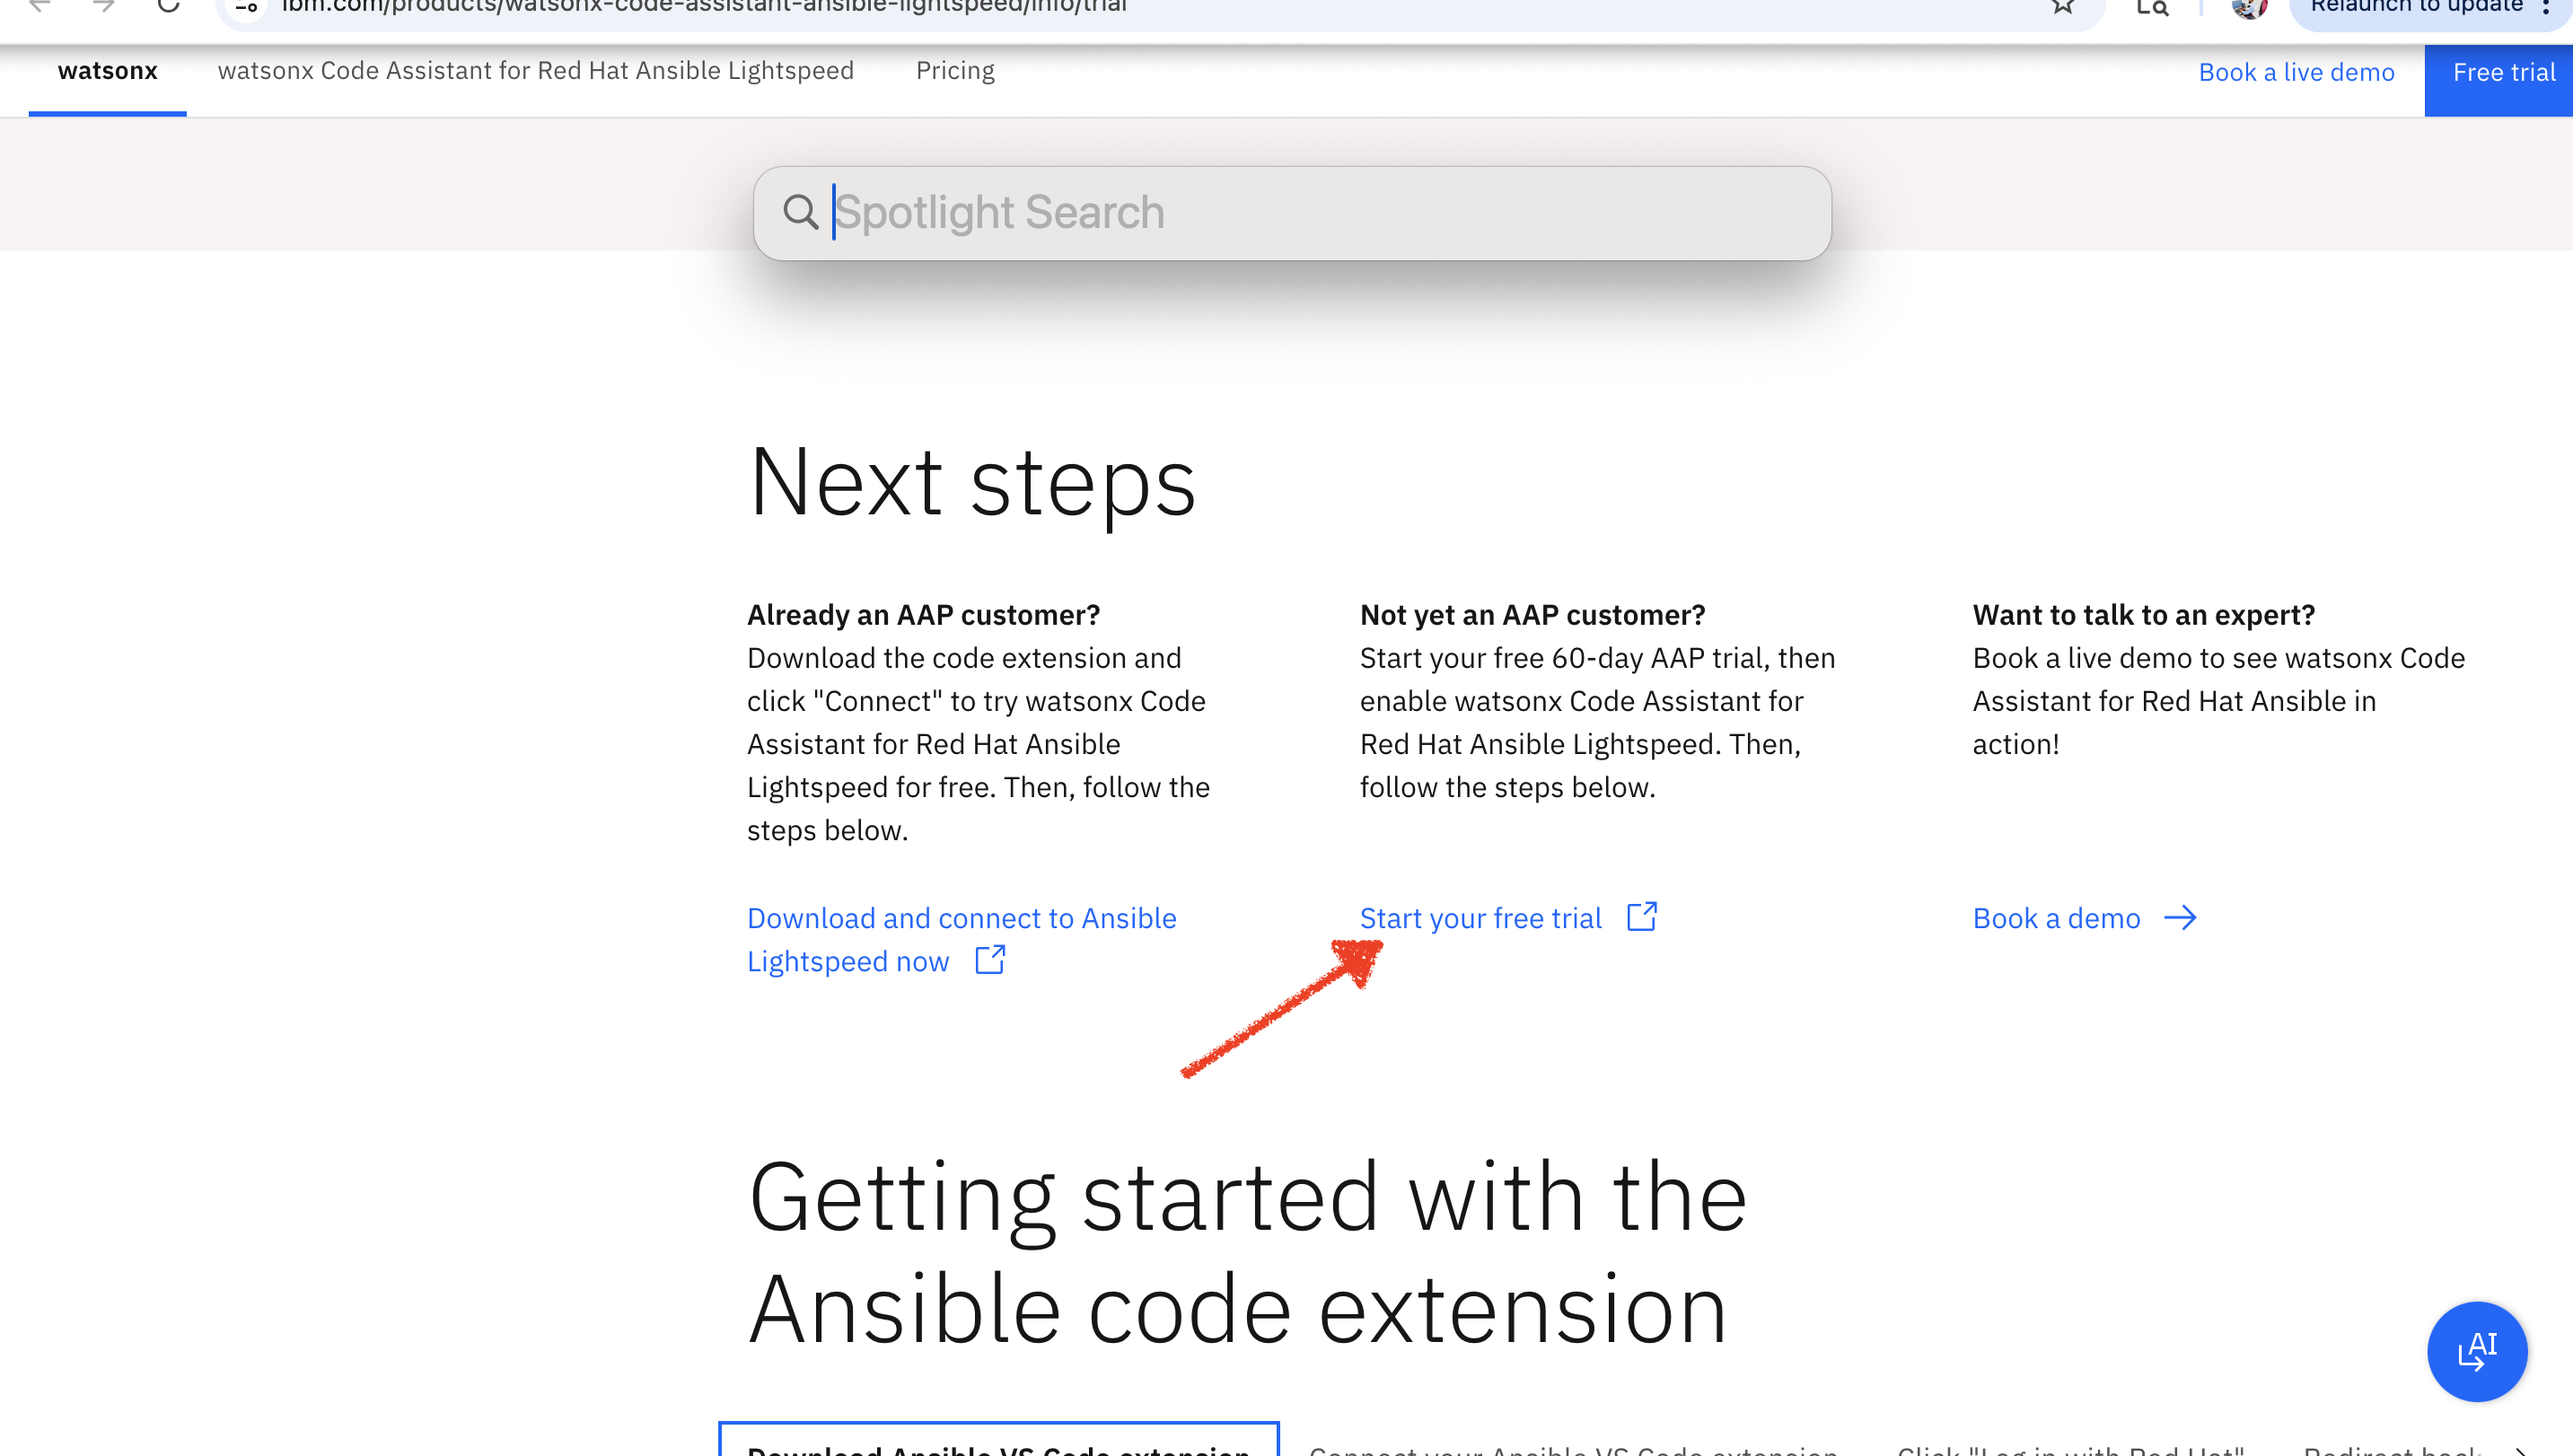 ibm.com/products/watsonx-code-assistant-ansible-lightspeed/info/trial
Relaunch to update
watsonx
watsonx Code Assistant for Red Hat Ansible Lightspeed
Pricing
Book a live demo
Free trial
Spotlight Search
Next steps
Already an AAP customer?
Download the code extension and
click "Connect" to try watsonx Code
Assistant for Red Hat Ansible
Lightspeed for free. Then, follow the
steps below.
Download and connect to Ansible
Lightspeed now
Not yet an AAP customer?
Start your free 60-day AAP trial, then
enable watsonx Code Assistant for
Red Hat Ansible Lightspeed. Then,
follow the steps below.
Start your free trial
Want to talk to an expert?
Book a live demo to see watsonx Code
Assistant for Red Hat Ansible in
action!
Book a demo
Getting started with the
Ansible code extension
AI
Download Ansible VS Code extension
Connect your Ansible VS Code extension
Click "Log in with Red Hat"
Redirect back